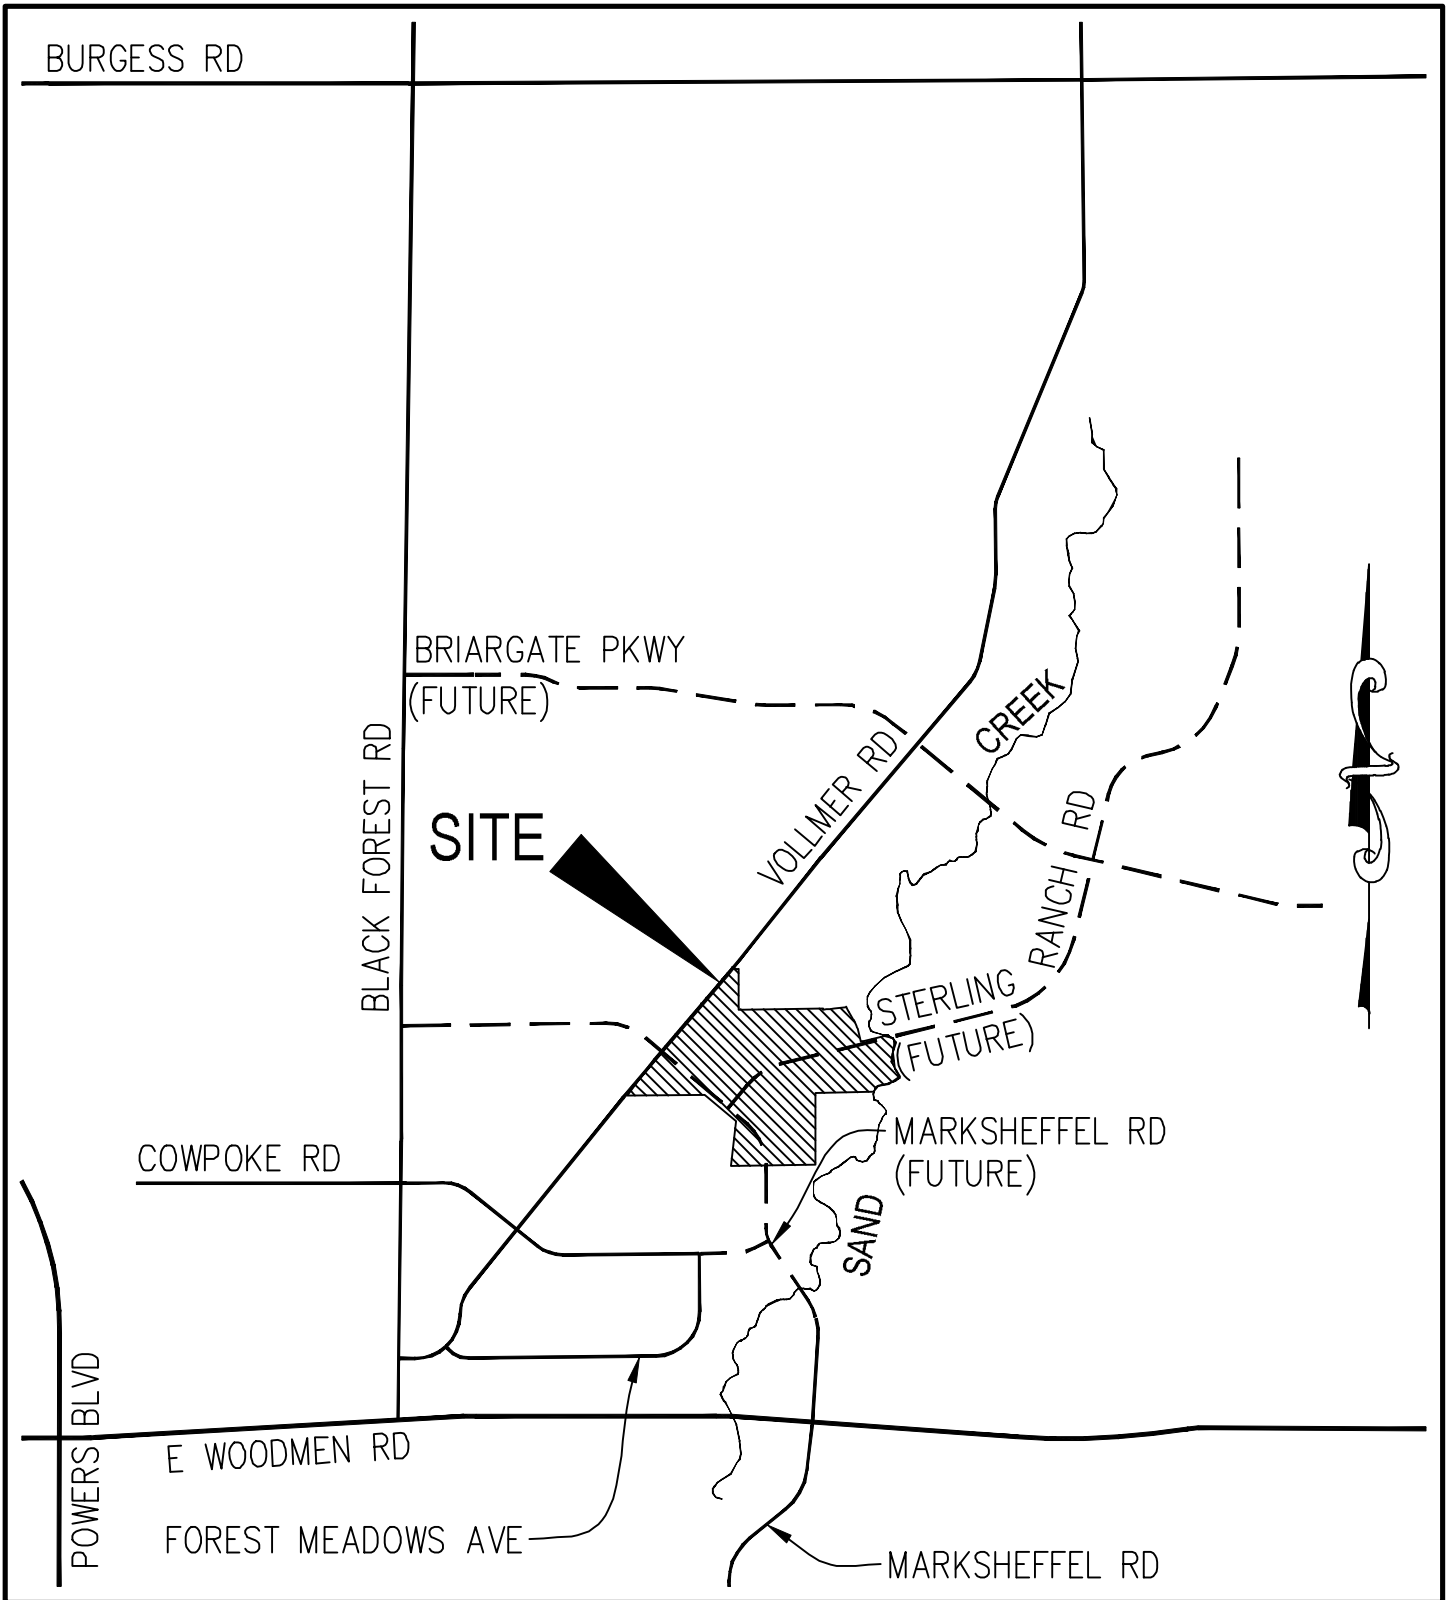 BURGESS RD
BRIARGATE PKWY
(FUTURE)
BLACK FOREST RD
VOLLMER RD
CREEK
SITE
RANCH RD
STERLING
(FUTURE)
MARKSHEFFEL RD
(FUTURE)
COWPOKE RD
SAND
POWERS BLVD
E WOODMEN RD
FOREST MEADOWS AVE
MARKSHEFFEL RD